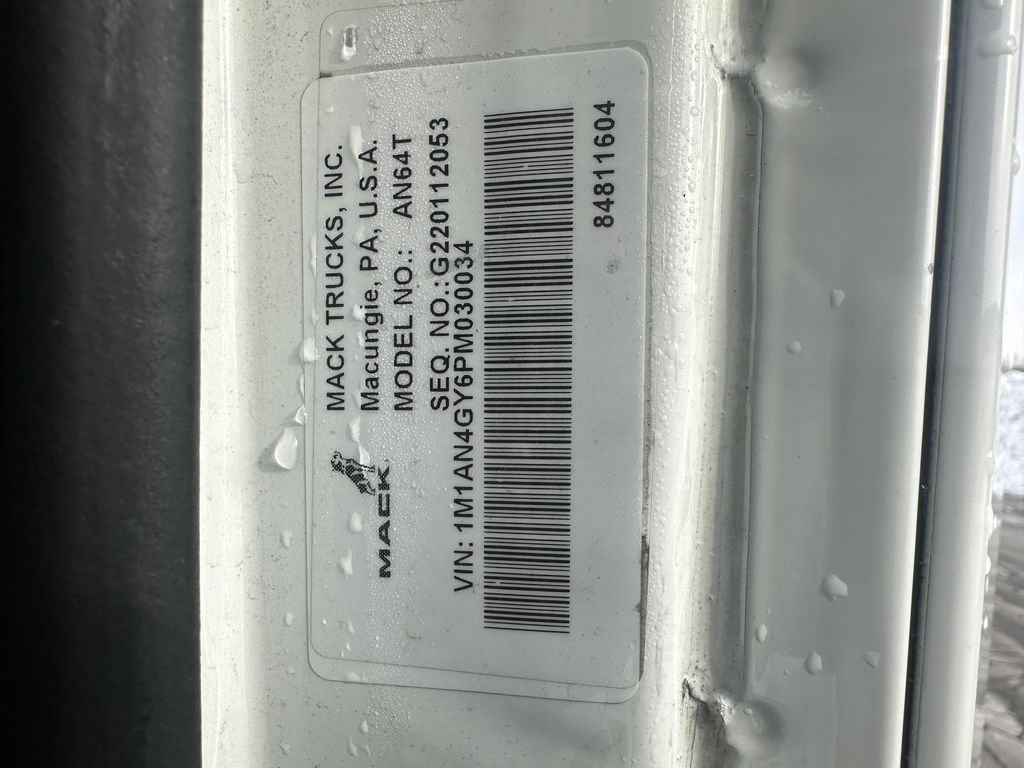 MACK TRUCKS, INC.
Macungie, PA, U.S.A.
MODEL NO.: AN64T
MACK
SEQ. NO.:G220112053
VIN: 1M1AN4GY6PM030034
84811604